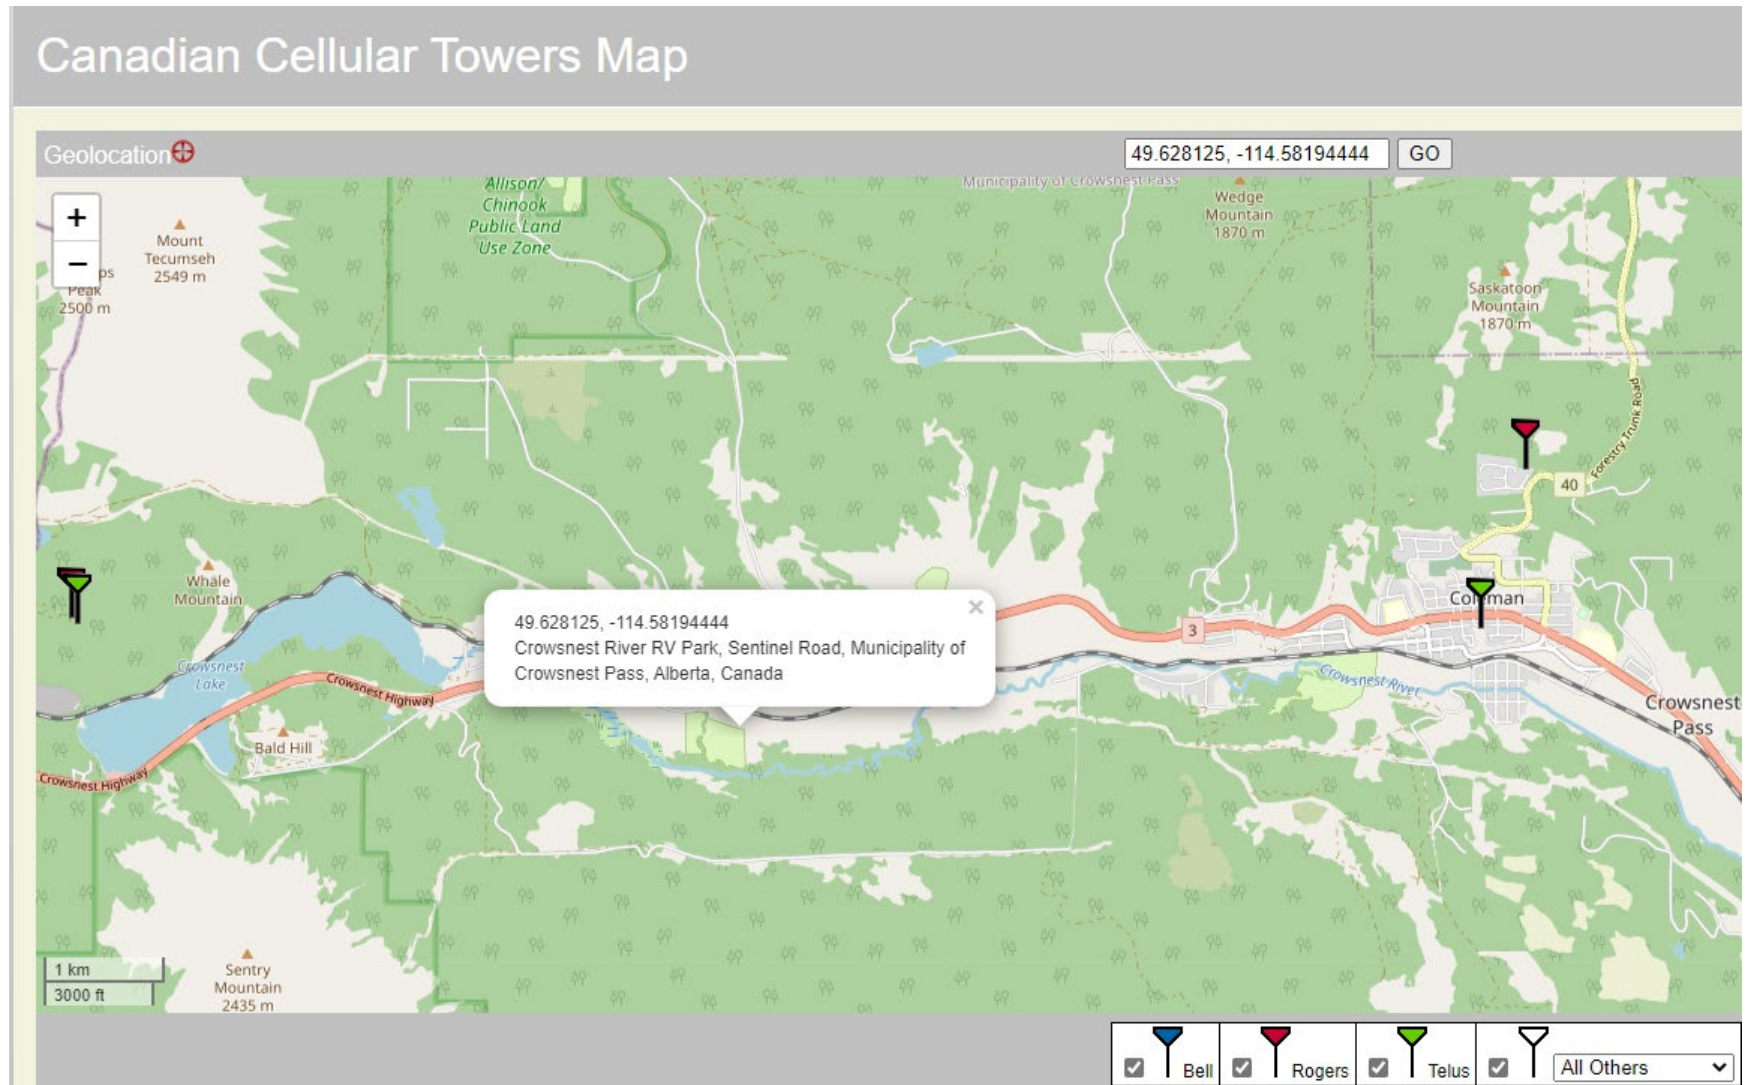 Canadian Cellular Towers Map
Geolocation
49.628125, -114.58194444
GO
+
−
Allison/
Chinook
Public Land
Use Zone
Municipality of Crowsnest Pass
Wedge
Mountain
1870 m
Mount
Tecumseh
2549 m
Peak
2500 m
Saskatoon
Mountain
1870 m
Forestry Trunk Road
40
Whale
Mountain
Coleman
3
49.628125, -114.58194444
Crowsnest River RV Park, Sentinel Road, Municipality of
Crowsnest Pass, Alberta, Canada
×
Crowsnest
Lake
Crowsnest Highway
Crowsnest River
Crowsnest
Pass
Bald Hill
Crowsnest Highway
1 km
3000 ft
Sentry
Mountain
2435 m
Bell
Rogers
Telus
All Others